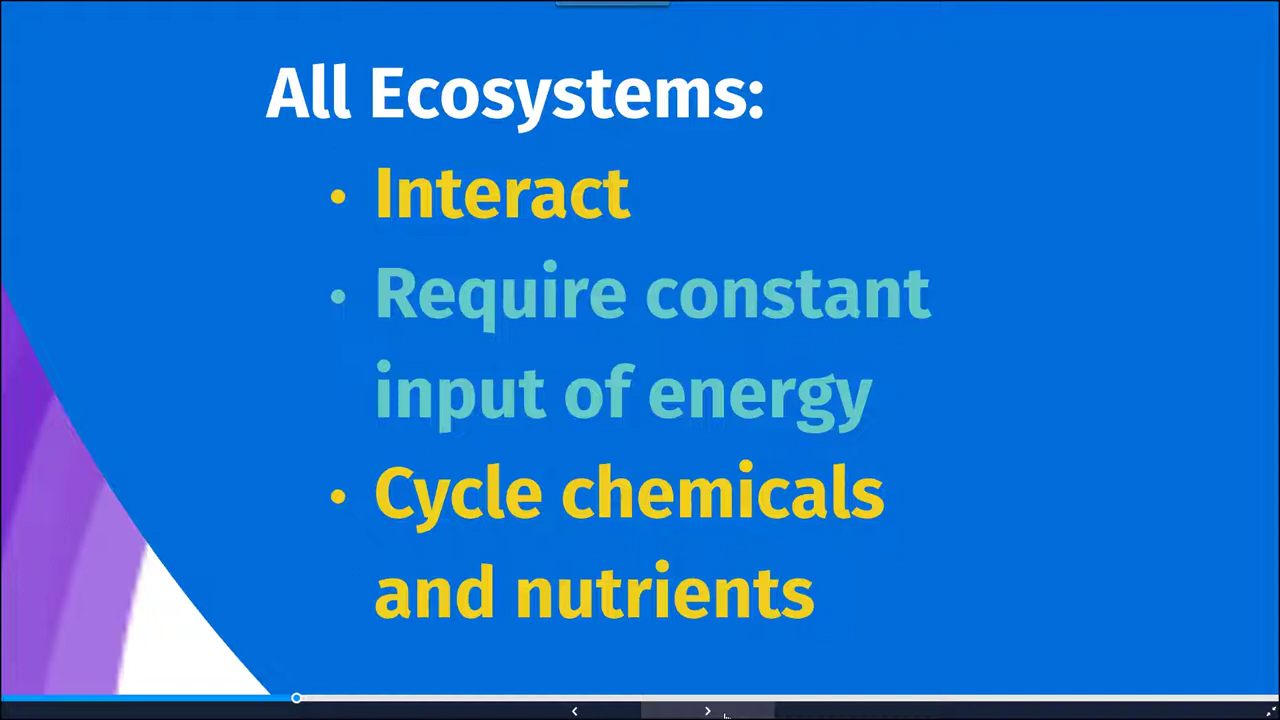 All Ecosystems:
• Interact
• Require constant
input of energy
• Cycle chemicals
and nutrients